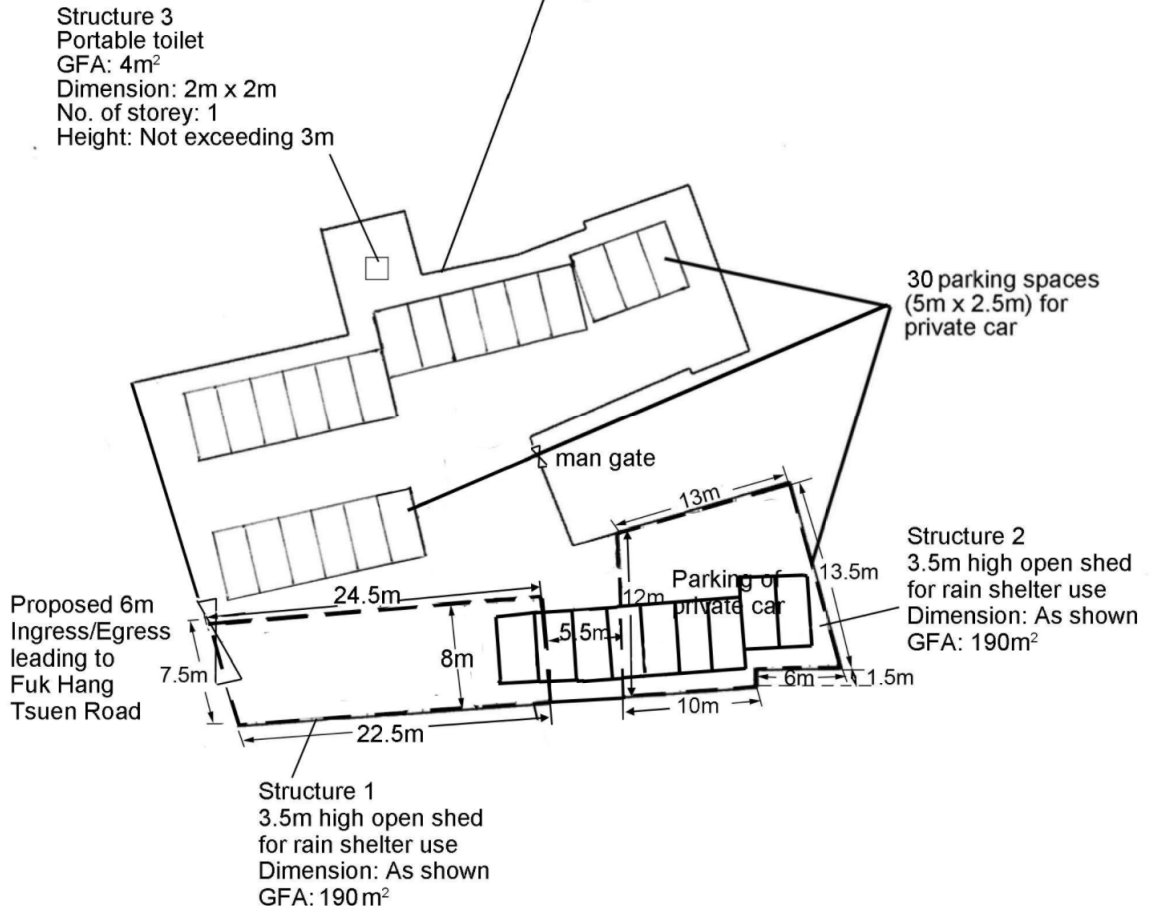 Structure 3
Portable toilet
GFA: 4m²
Dimension: 2m x 2m
No. of storey: 1
Height: Not exceeding 3m
30 parking spaces
(5m x 2.5m) for
private car
man gate
13m
Structure 2
3.5m high open shed
for rain shelter use
Dimension: As shown
GFA: 190m²
13.5m
Parking of
private car
12m
24.5m
Proposed 6m
Ingress/Egress
leading to
Fuk Hang
Tsuen Road
7.5m
8m
5.5m
6m
1.5m
10m
22.5m
Structure 1
3.5m high open shed
for rain shelter use
Dimension: As shown
GFA: 190m²